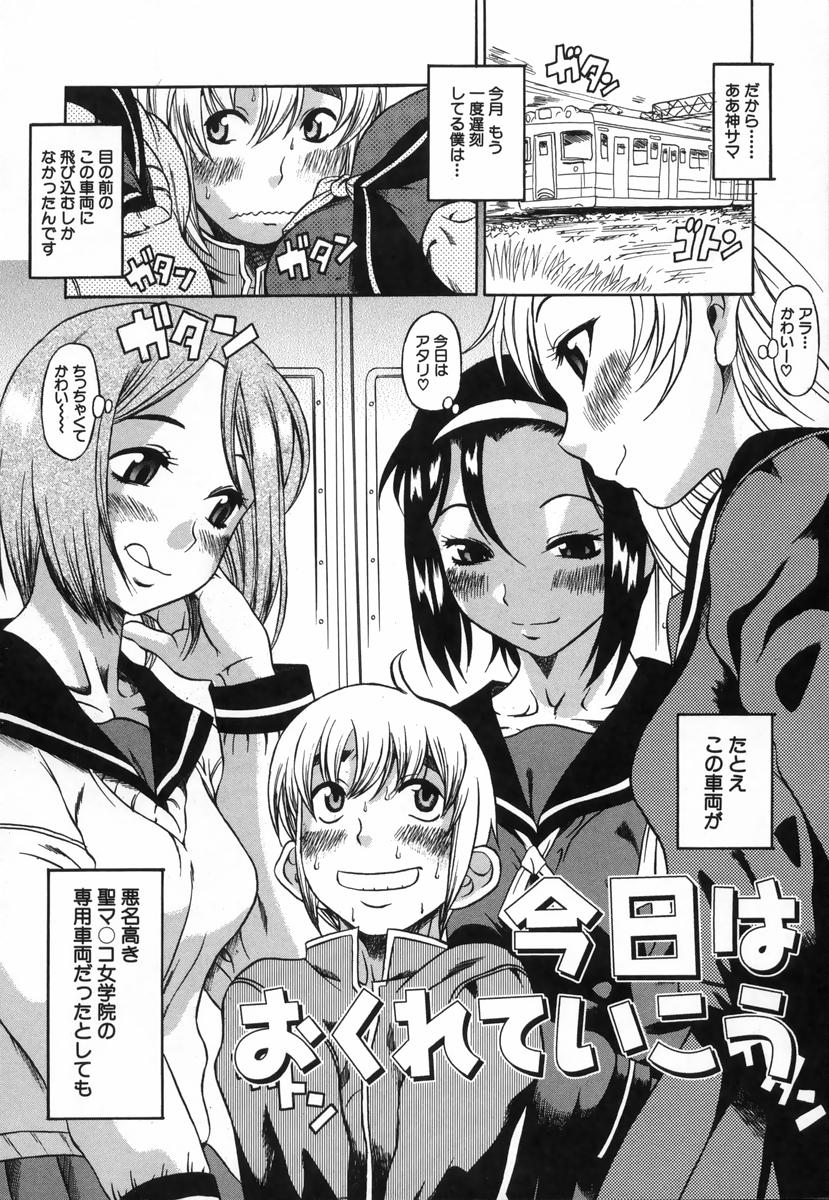 だから……
ああ神サマ
ガタン
ゴトン
今月 もう
一度遅刻
してる僕は…
目の前の
この車両に
飛び込むしか
なかったんです
ガタン
ガタン
アラ…
かわいー♡
今日は
アタリ♡
ガタン
ちっちゃくて
かわい〜〜
たとえ
この車両が
悪名高き
聖マ○コ女学院の
専用車両だったとしても
今日は
おくれていこう